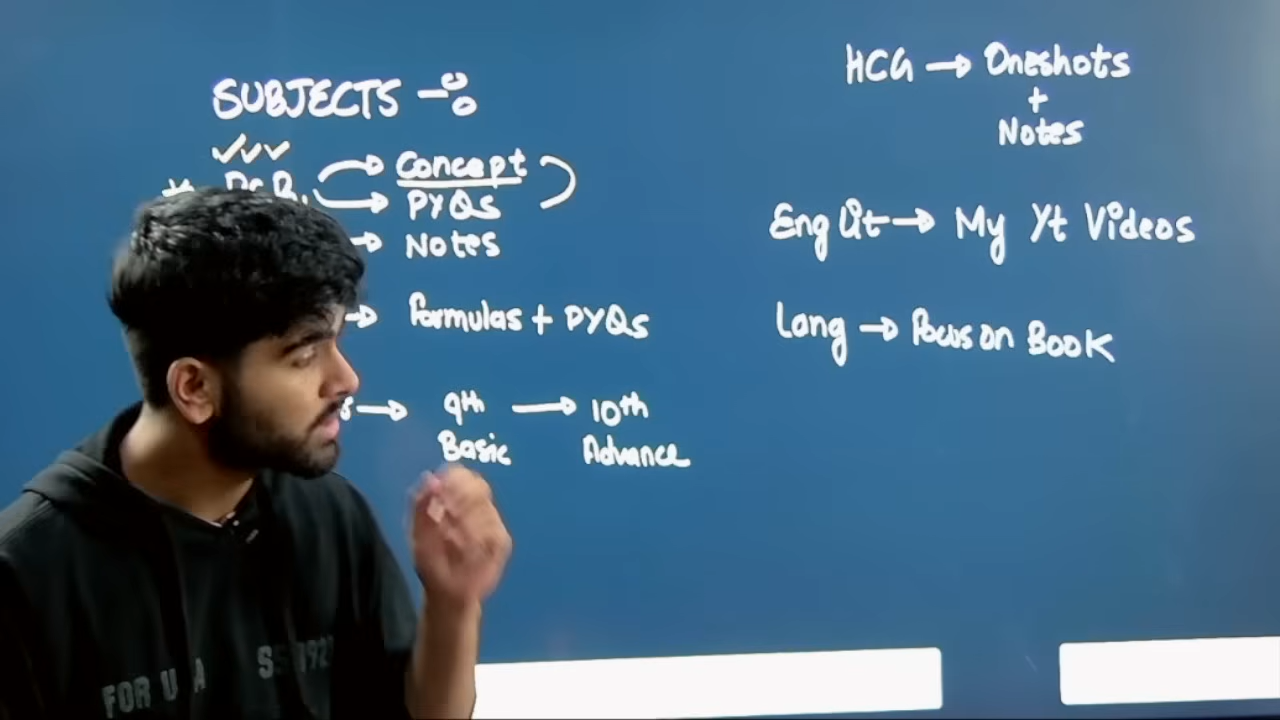 SUBJECTS -:
Concept
PYQs
Notes
Formulas + PYQs
9th → 10th
Basic Advance
HCG → Oneshots
+
Notes
Eng Lit → My Yt Videos
Lang → Focus on Book
FOR U A